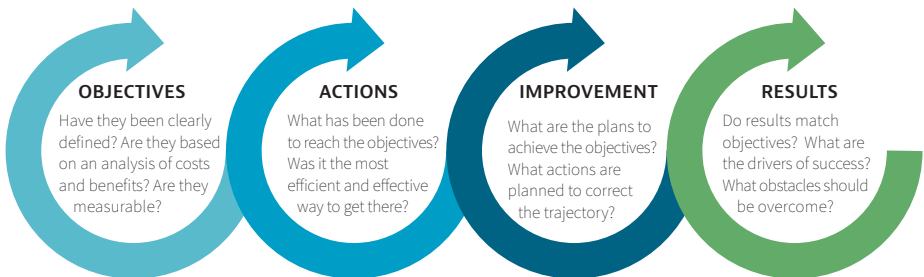 OBJECTIVES
Have they been clearly
defined? Are they based
on an analysis of costs
and benefits? Are they
measurable?
ACTIONS
What has been done
to reach the objectives?
Was it the most
efficient and effective
way to get there?
IMPROVEMENT
What are the plans to
achieve the objectives?
What actions are
planned to correct
the trajectory?
RESULTS
Do results match
objectives? What are
the drivers of success?
What obstacles should
be overcome?